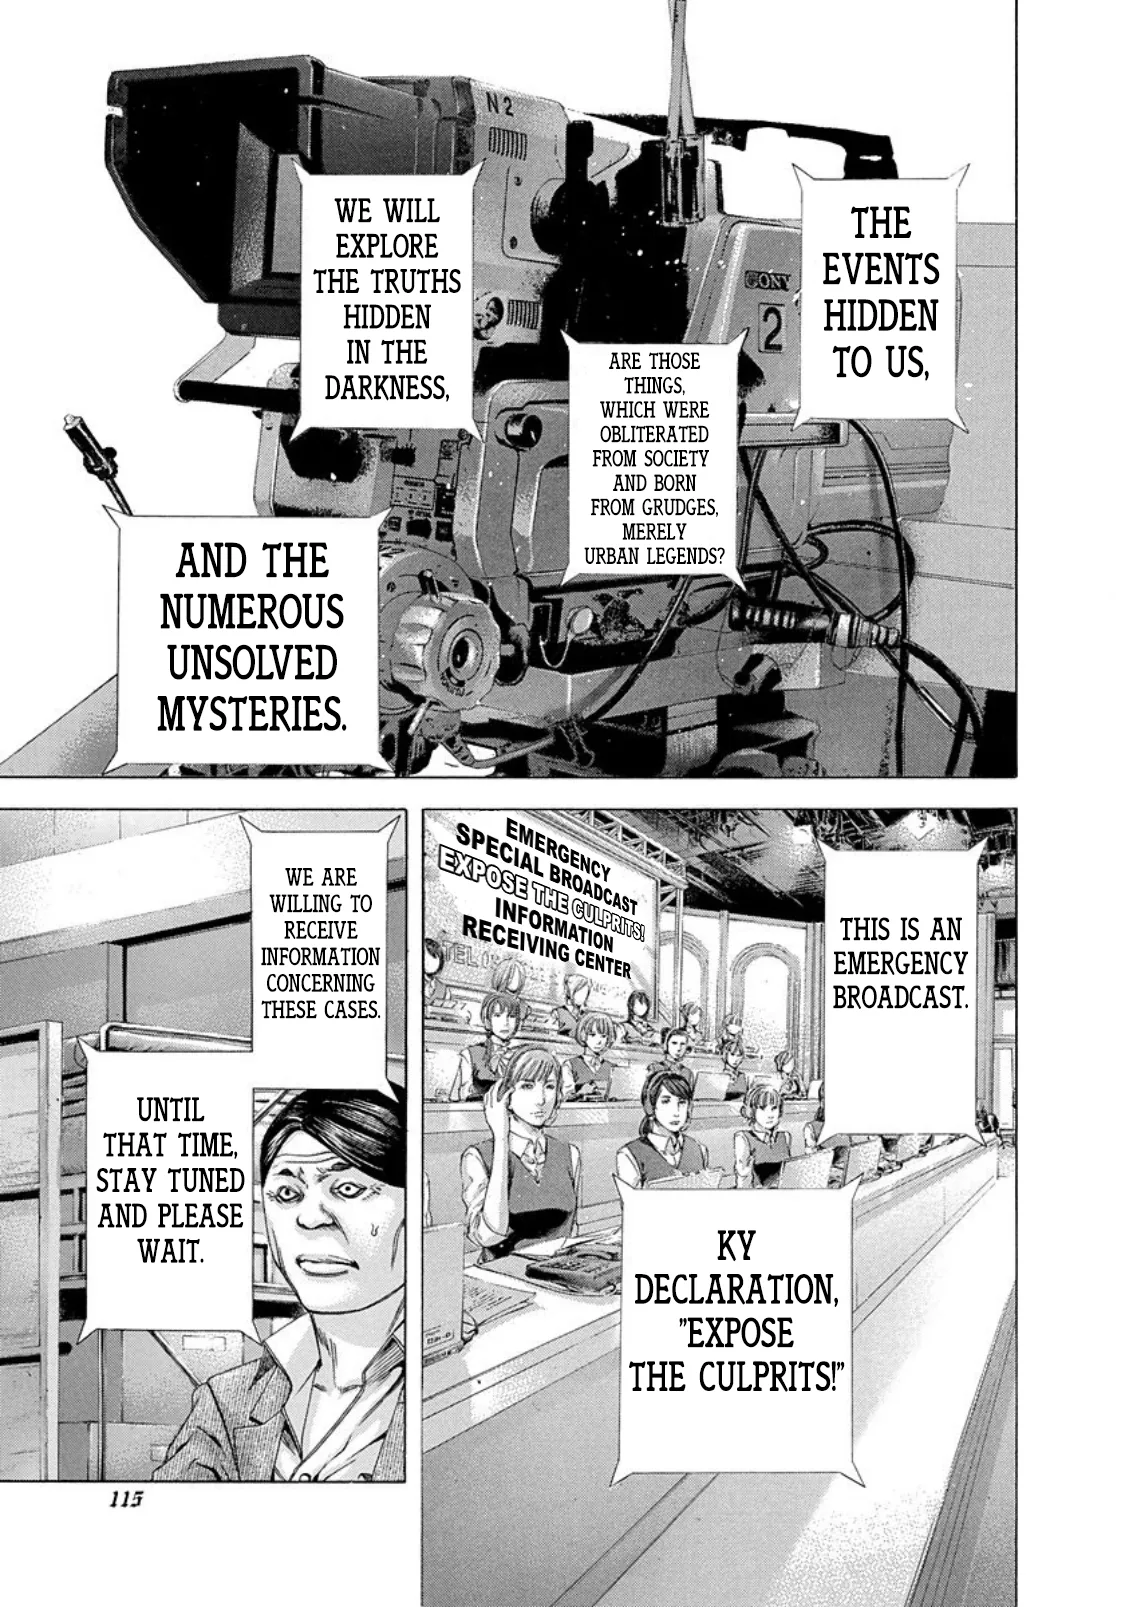 N2
THE
EVENTS
HIDDEN
TO US,
2
ARE THOSE
THINGS,
WHICH WERE
OBLITERATED
FROM SOCIETY
AND BORN
FROM GRUDGES,
MERELY
URBAN LEGENDS?
WE WILL
EXPLORE
THE TRUTHS
HIDDEN
IN THE
DARKNESS,
AND THE
NUMEROUS
UNSOLVED
MYSTERIES.
EMERGENCY
SPECIAL BROADCAST
EXPOSE THE CULPRITS!
INFORMATION
RECEIVING CENTER
TEL
THIS IS AN
EMERGENCY
BROADCAST.
KY
DECLARATION,
"EXPOSE
THE CULPRITS!"
WE ARE
WILLING TO
RECEIVE
INFORMATION
CONCERNING
THESE CASES.
UNTIL
THAT TIME,
STAY TUNED
AND PLEASE
WAIT.
115